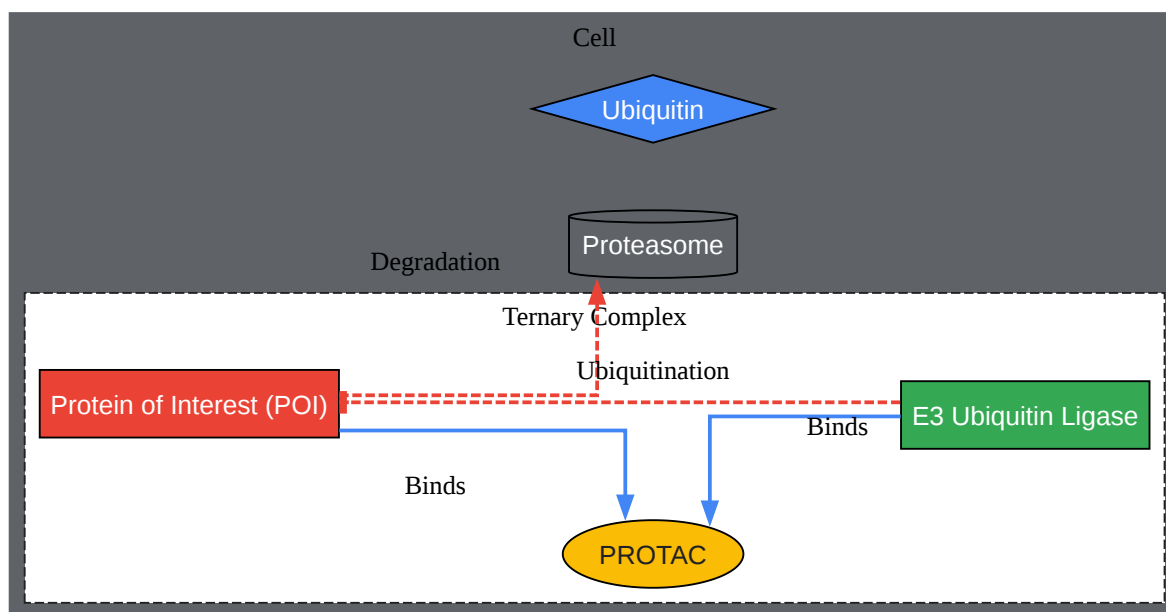 Cell
Ubiquitin
Proteasome
Degradation
Ternary Complex
Ubiquitination
Protein of Interest (POI)
E3 Ubiquitin Ligase
Binds
Binds
PROTAC